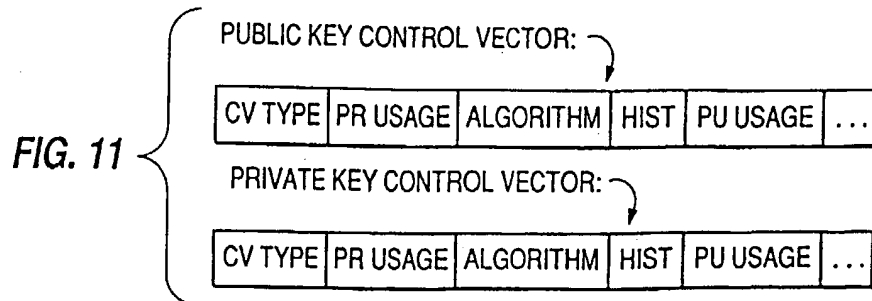 PUBLIC KEY CONTROL VECTOR:
CV TYPE PR USAGE ALGORITHM HIST PU USAGE ...
FIG. 11
PRIVATE KEY CONTROL VECTOR:
CV TYPE PR USAGE ALGORITHM HIST PU USAGE ...